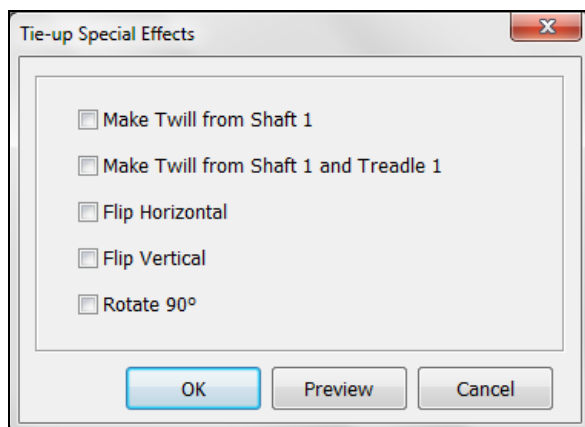 Tie-up Special Effects
Make Twill from Shaft 1
Make Twill from Shaft 1 and Treadle 1
Flip Horizontal
Flip Vertical
Rotate 90º
OK Preview Cancel